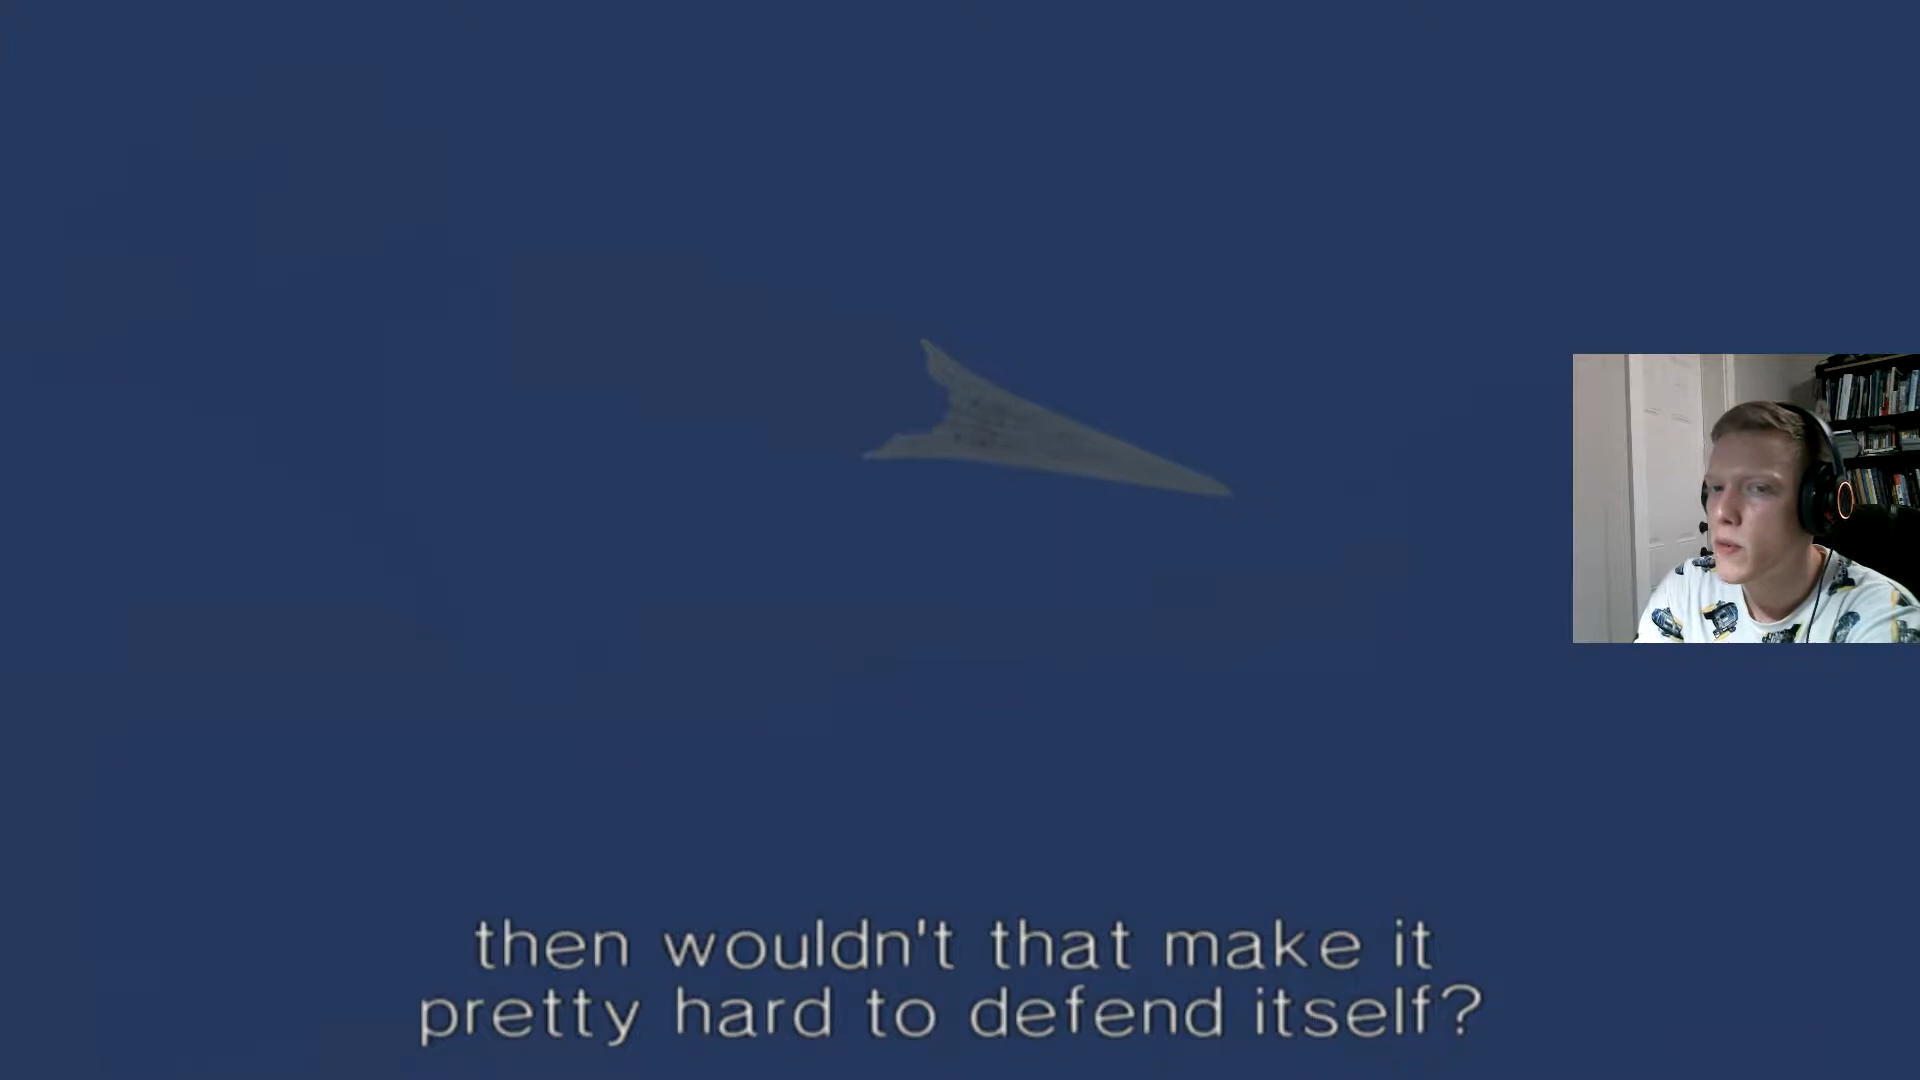 then wouldn't that make it
pretty hard to defend itself?